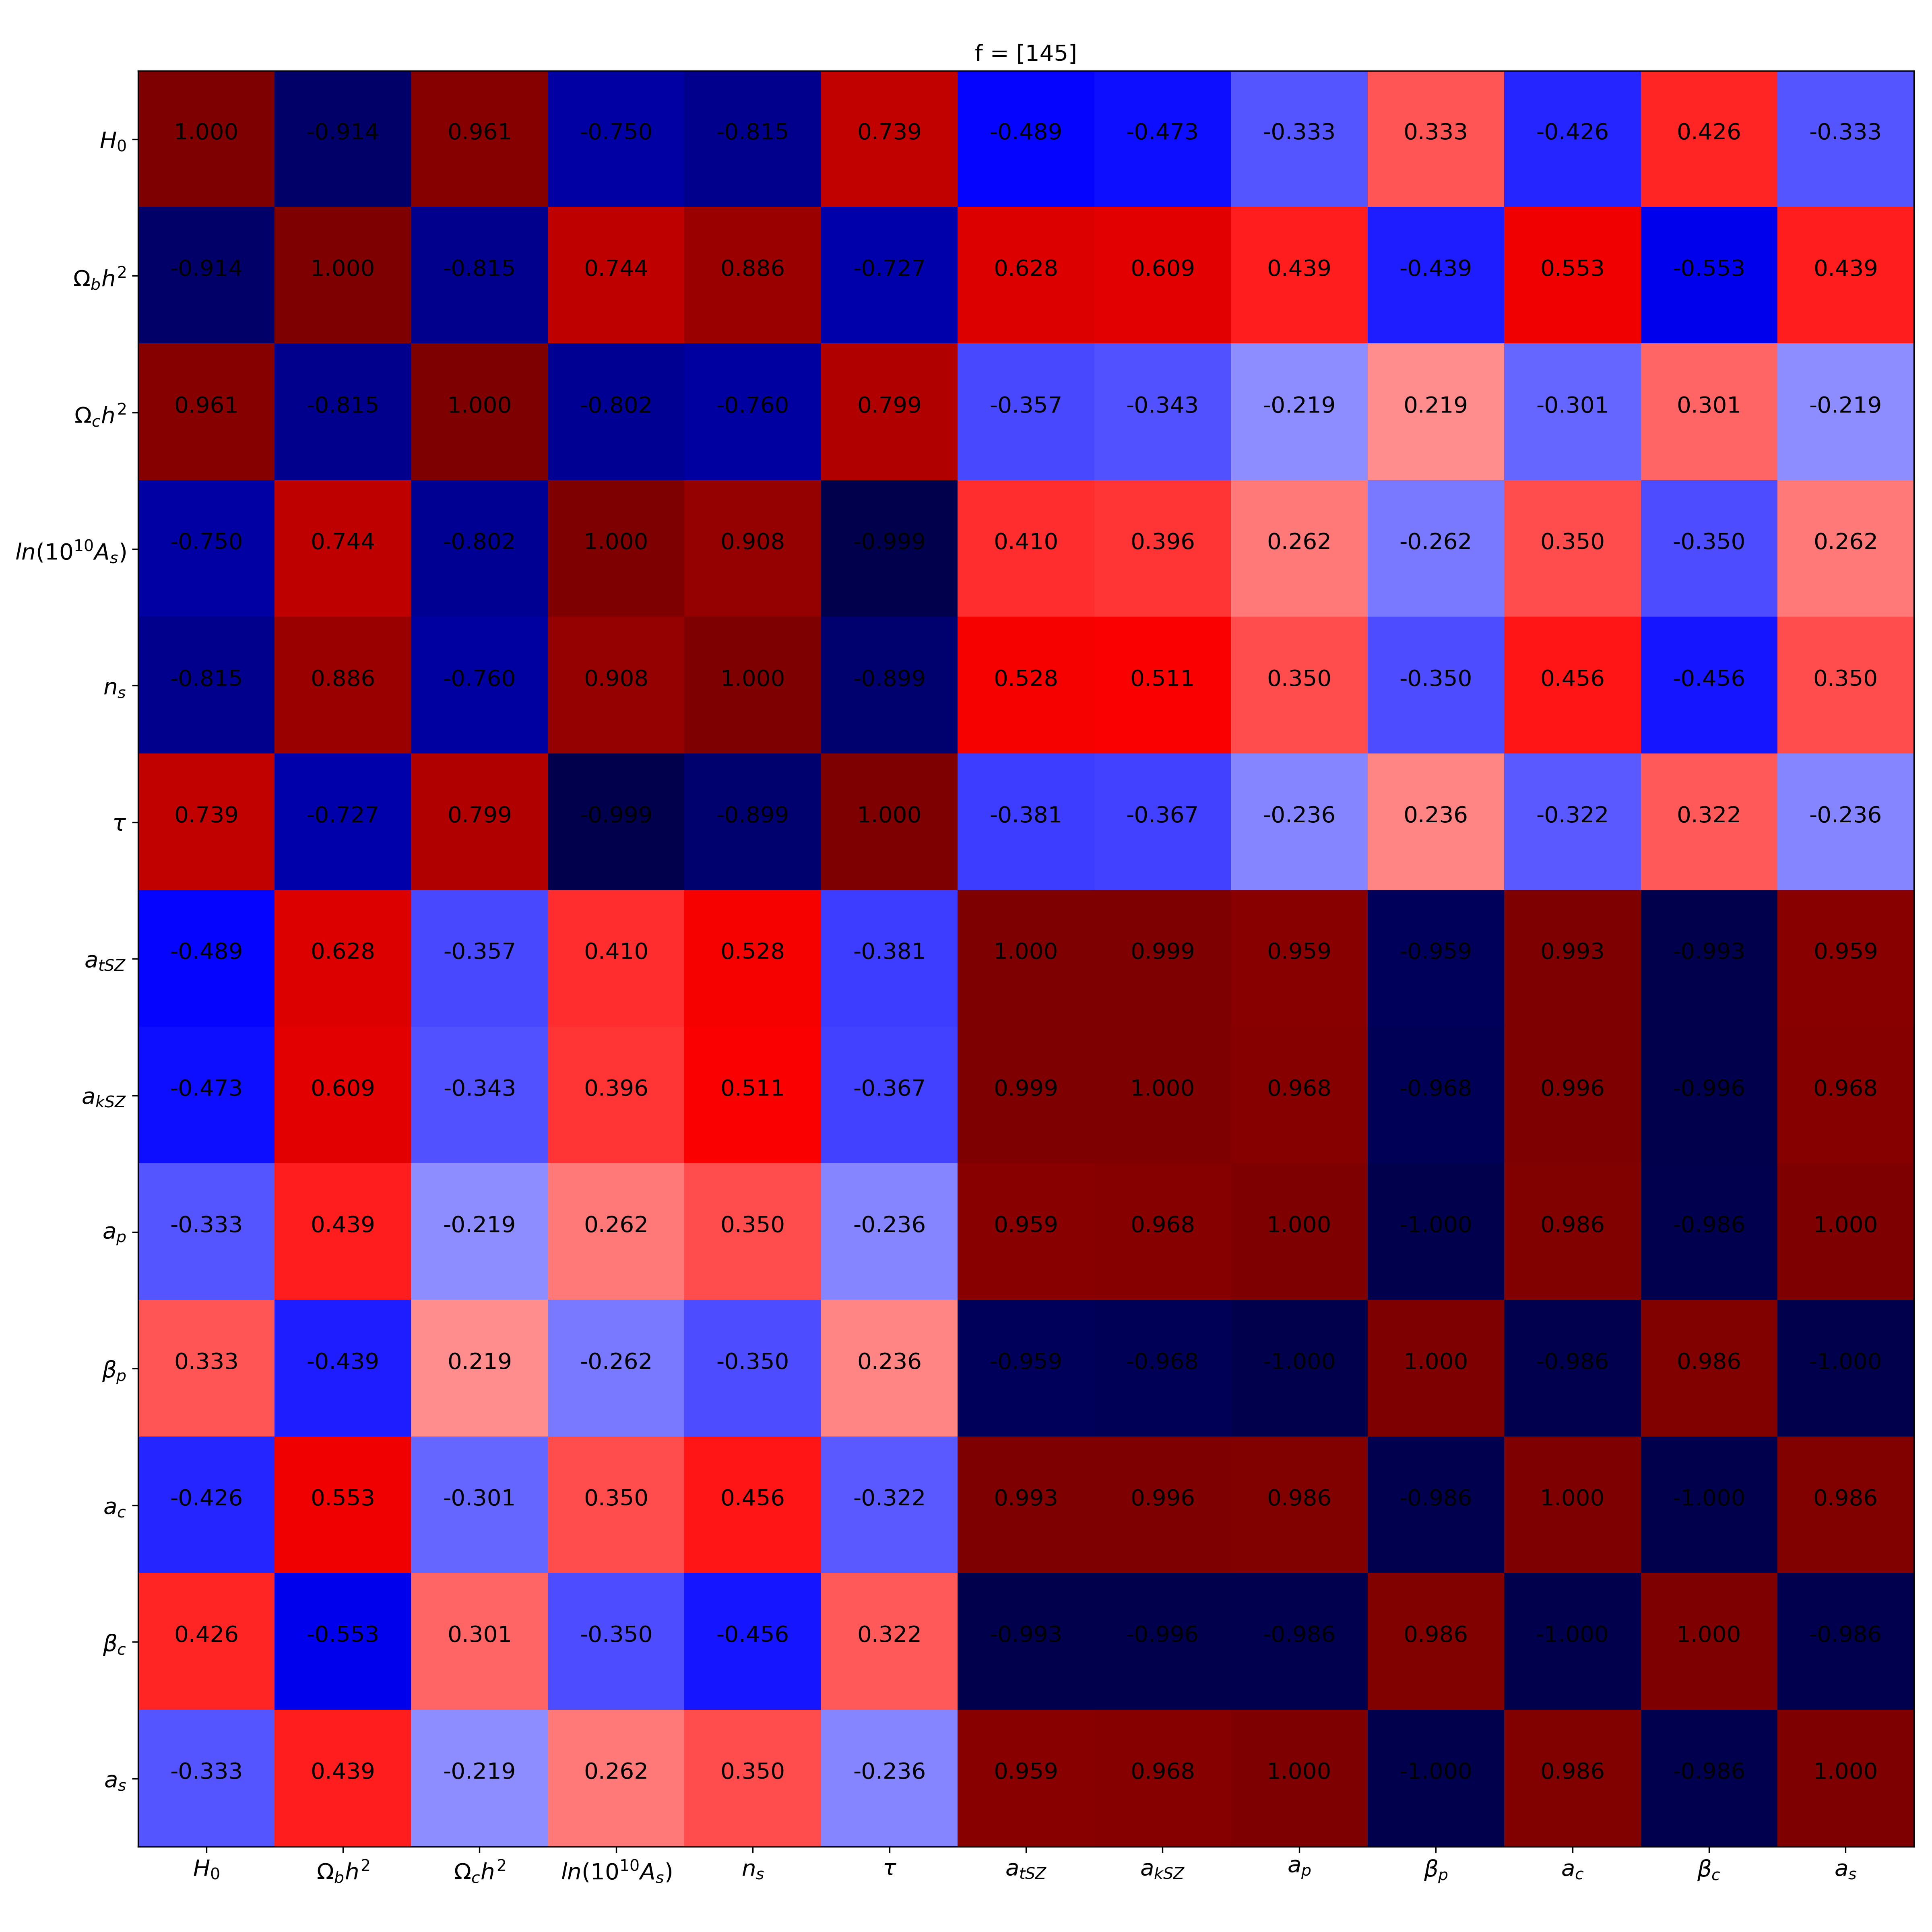 f = [145]
H₀ 1.000 -0.914 0.961 -0.750 -0.815 0.739 -0.489 -0.473 -0.333 0.333 -0.426 0.426 -0.333
Ω_b h² -0.914 1.000 -0.815 0.744 0.886 -0.727 0.628 0.609 0.439 -0.439 0.553 -0.553 0.439
Ω_c h² 0.961 -0.815 1.000 -0.802 -0.760 0.799 -0.357 -0.343 -0.219 0.219 -0.301 0.301 -0.219
ln(10¹⁰A_s) -0.750 0.744 -0.802 1.000 0.908 -0.999 0.410 0.396 0.262 -0.262 0.350 -0.350 0.262
n_s -0.815 0.886 -0.760 0.908 1.000 -0.899 0.528 0.511 0.350 -0.350 0.456 -0.456 0.350
τ 0.739 -0.727 0.799 -0.999 -0.899 1.000 -0.381 -0.367 -0.236 0.236 -0.322 0.322 -0.236
a_tSZ -0.489 0.628 -0.357 0.410 0.528 -0.381 1.000 0.999 0.959 -0.959 0.993 -0.993 0.959
a_kSZ -0.473 0.609 -0.343 0.396 0.511 -0.367 0.999 1.000 0.968 -0.968 0.996 -0.996 0.968
a_p -0.333 0.439 -0.219 0.262 0.350 -0.236 0.959 0.968 1.000 -1.000 0.986 -0.986 1.000
β_p 0.333 -0.439 0.219 -0.262 -0.350 0.236 -0.959 -0.968 -1.000 1.000 -0.986 0.986 -1.000
a_c -0.426 0.553 -0.301 0.350 0.456 -0.322 0.993 0.996 0.986 -0.986 1.000 -1.000 0.986
β_c 0.426 -0.553 0.301 -0.350 -0.456 0.322 -0.993 -0.996 -0.986 0.986 -1.000 1.000 -0.986
a_s -0.333 0.439 -0.219 0.262 0.350 -0.236 0.959 0.968 1.000 -1.000 0.986 -0.986 1.000
H₀ Ω_b h² Ω_c h² ln(10¹⁰A_s) n_s τ a_tSZ a_kSZ a_p β_p a_c β_c a_s